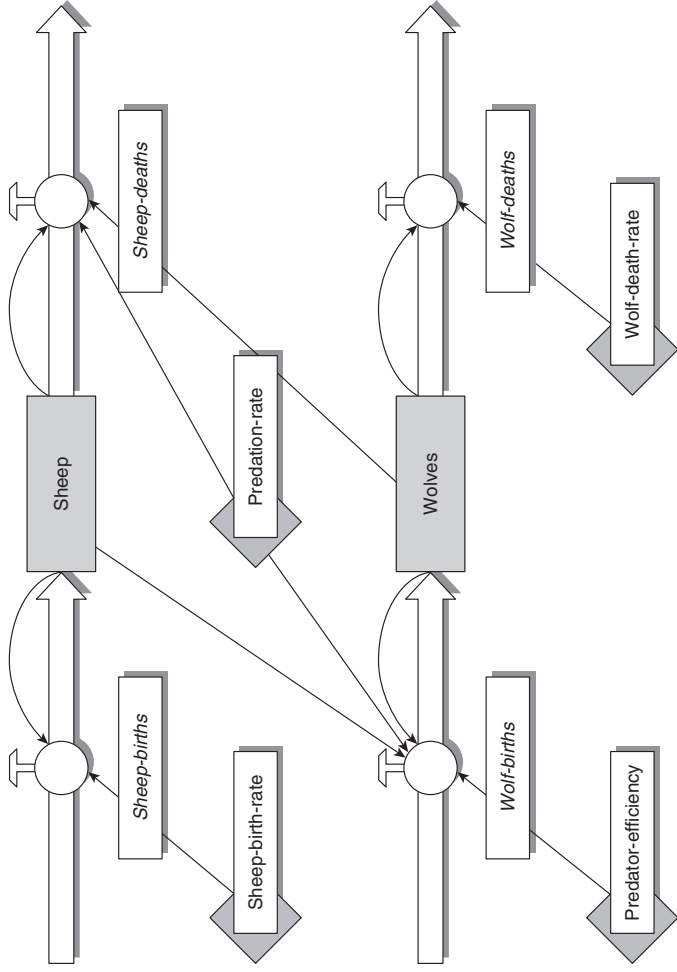 Sheep
Sheep-births
Sheep-deaths
Sheep-birth-rate
Predation-rate
Wolves
Wolf-births
Wolf-deaths
Predator-efficiency
Wolf-death-rate